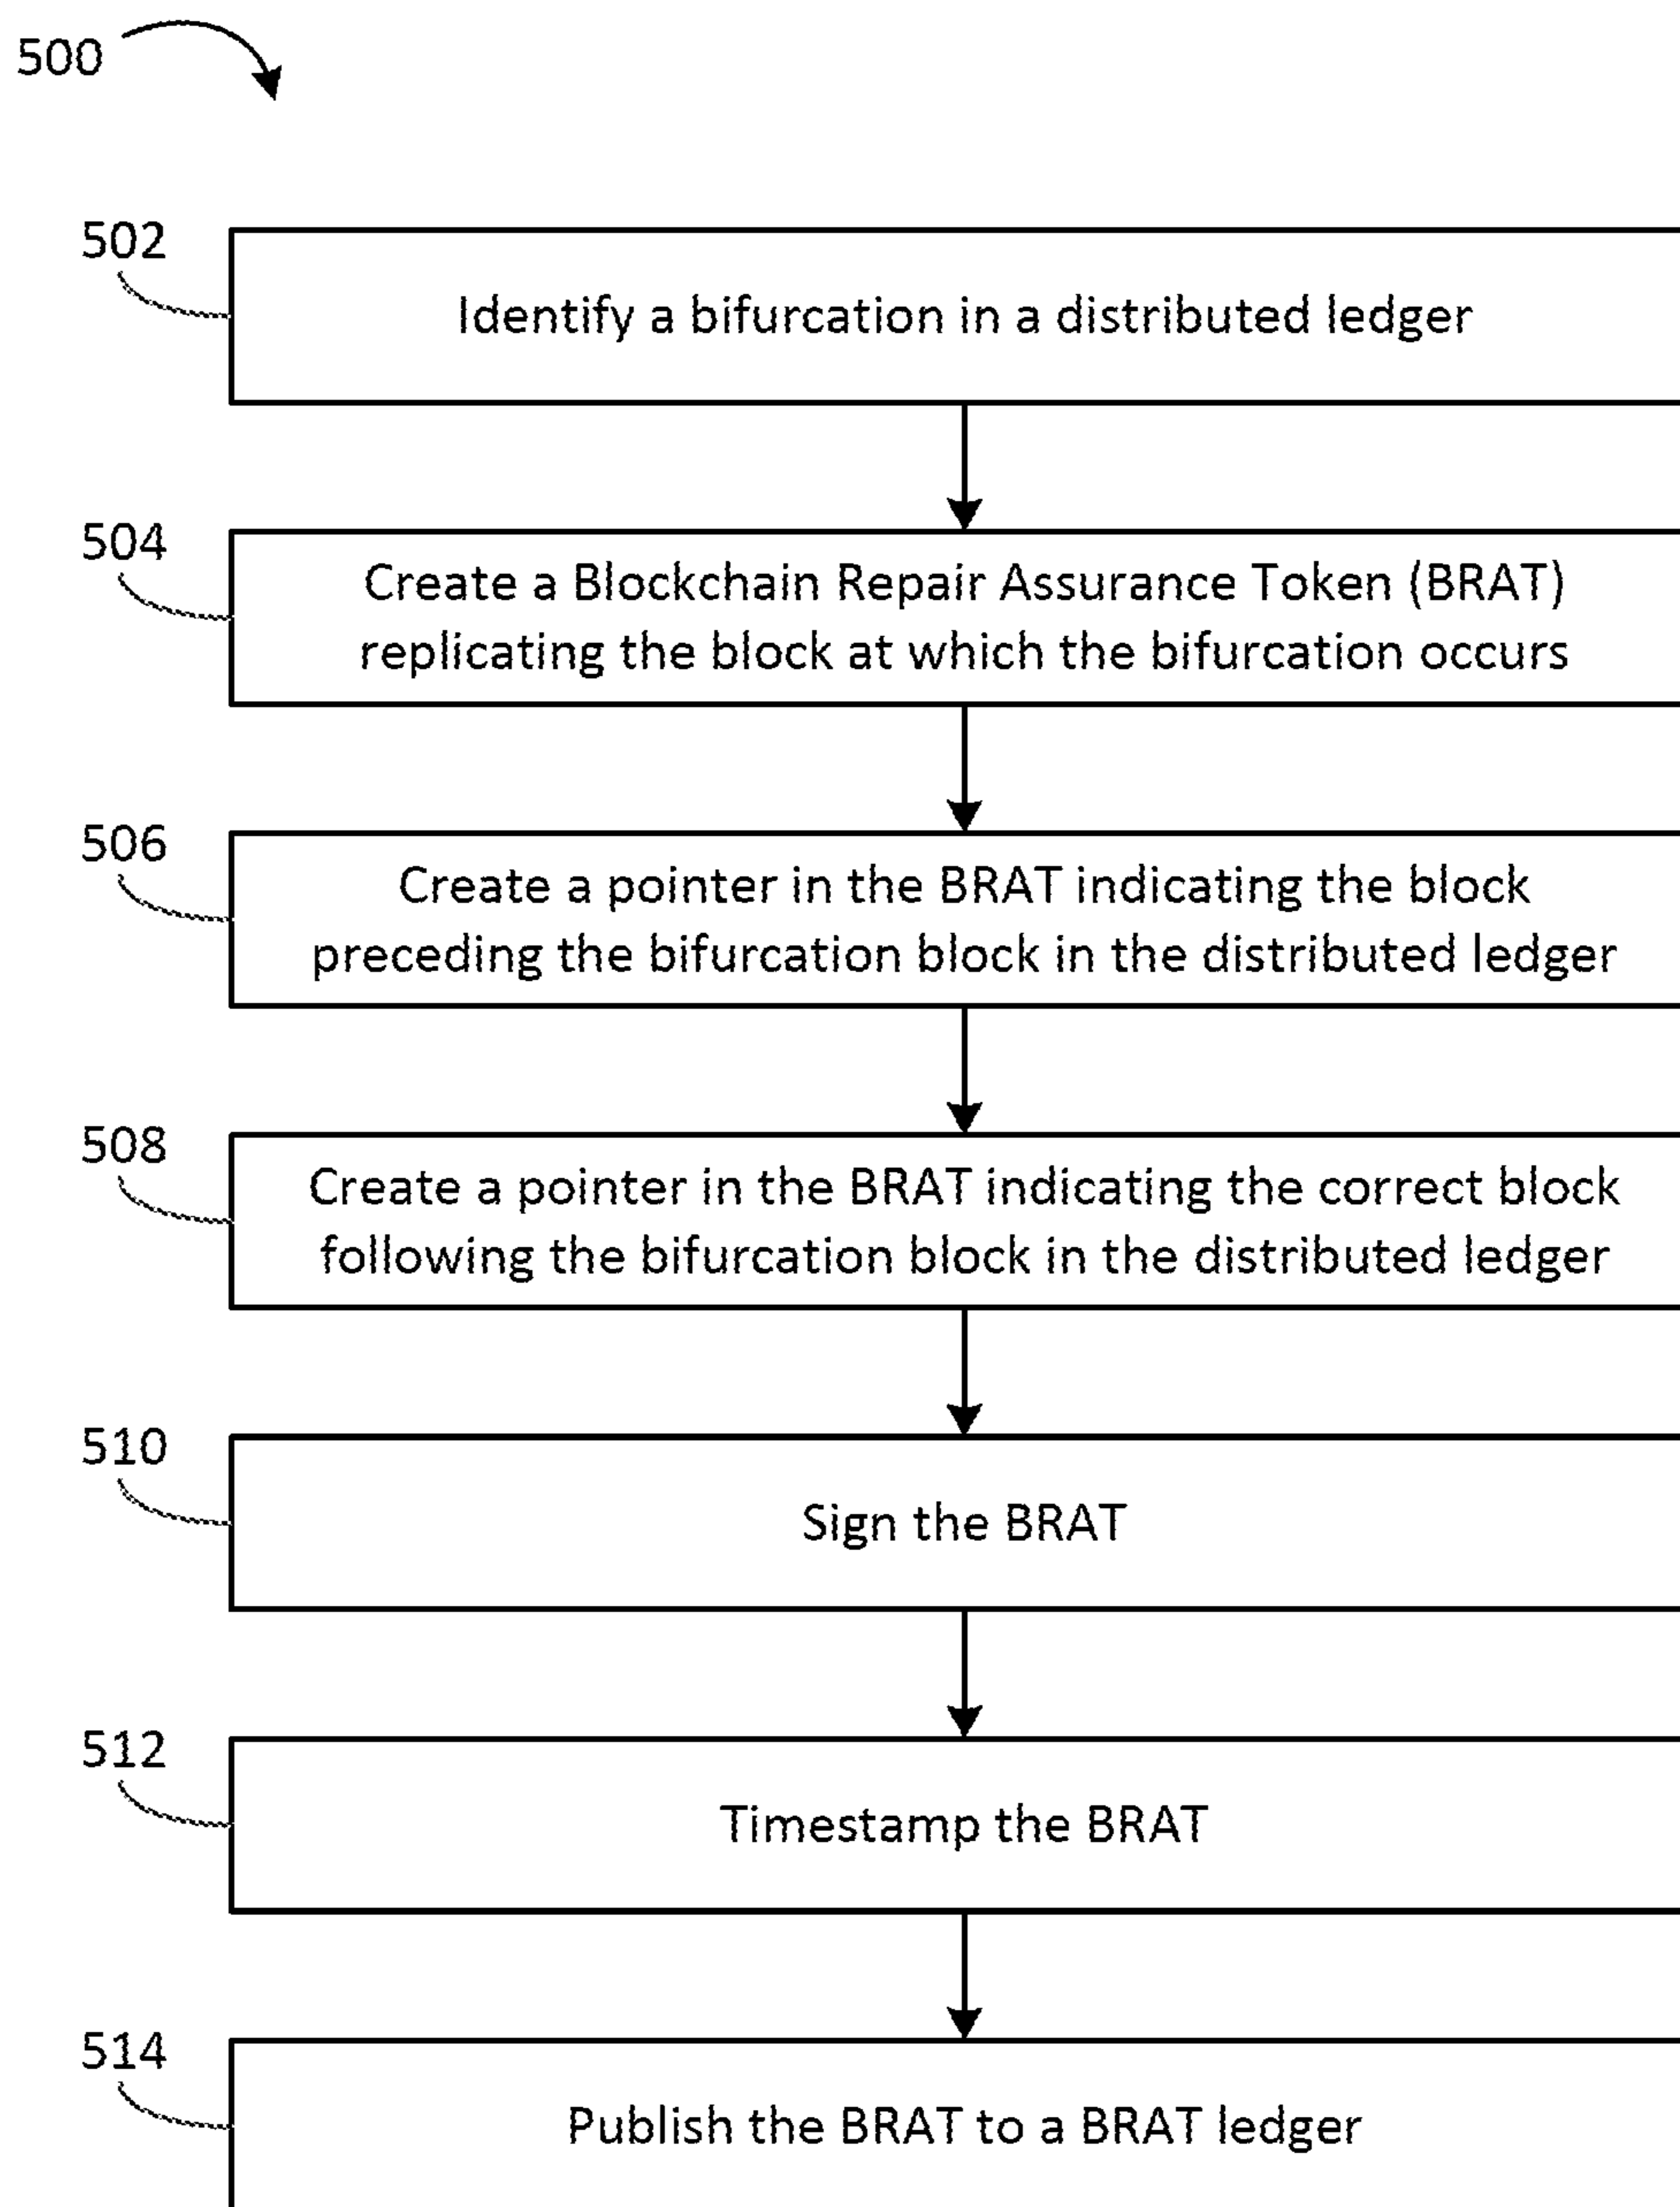 500
502
Identify a bifurcation in a distributed ledger
504
Create a Blockchain Repair Assurance Token (BRAT)
replicating the block at which the bifurcation occurs
506
Create a pointer in the BRAT indicating the block
preceding the bifurcation block in the distributed ledger
508
Create a pointer in the BRAT indicating the correct block
following the bifurcation block in the distributed ledger
510
Sign the BRAT
512
Timestamp the BRAT
514
Publish the BRAT to a BRAT ledger